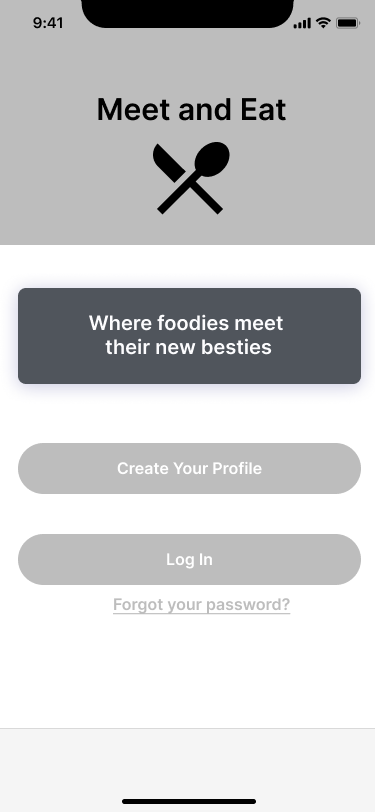 9:41
Meet and Eat
Where foodies meet
their new besties
Create Your Profile
Log In
Forgot your password?